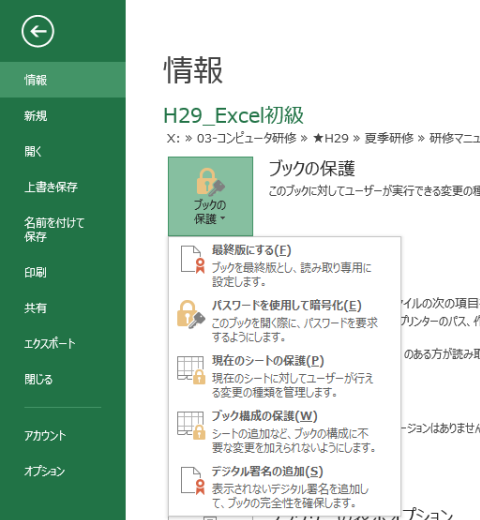 情報
新規
開く
上書き保存
名前を付けて
保存
印刷
共有
エクスポート
閉じる
アカウント
オプション
情報
H29_Excel初級
X: » 03-コンピュータ研修 » ★H29 » 夏季研修 » 研修マニュ
ブックの
保護
ブックの保護
このブックに対してユーザーが実行できる変更の種
最終版にする(F)
ブックを最終版とし、読み取り専用に
設定します。
パスワードを使用して暗号化(E)
このブックを開く際に、パスワードを要求
するようにします。
現在のシートの保護(P)
現在のシートに対してユーザーが行え
る変更の種類を管理します。
ブック構成の保護(W)
シートの追加など、ブックの構成に不
要な変更を加えられないようにします。
デジタル署名の追加(S)
表示されないデジタル署名を追加し
て、ブックの完全性を確保します。
イルの次の項目
プリンターのパス、作
のある方が読み取
ージョンはありません